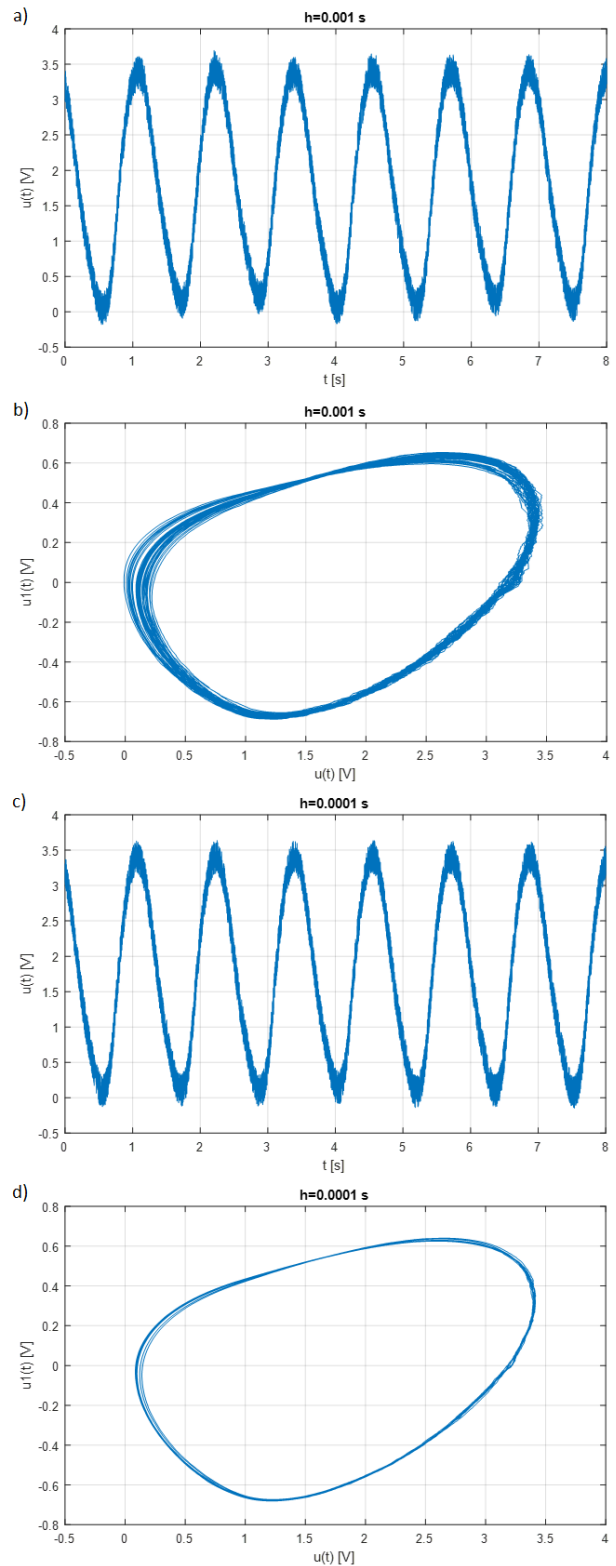 a)
h=0.001 s
4
3.5
3
2.5
2
1.5
1
0.5
0
-0.5
u(t) [V]
0 1 2 3 4 5 6 7 8
t [s]
b)
h=0.001 s
0.8
0.6
0.4
0.2
0
-0.2
-0.4
-0.6
-0.8
u1(t) [V]
-0.5 0 0.5 1 1.5 2 2.5 3 3.5 4
u(t) [V]
c)
h=0.0001 s
4
3.5
3
2.5
2
1.5
1
0.5
0
-0.5
u(t) [V]
0 1 2 3 4 5 6 7 8
t [s]
d)
h=0.0001 s
0.8
0.6
0.4
0.2
0
-0.2
-0.4
-0.6
-0.8
u1(t) [V]
-0.5 0 0.5 1 1.5 2 2.5 3 3.5 4
u(t) [V]